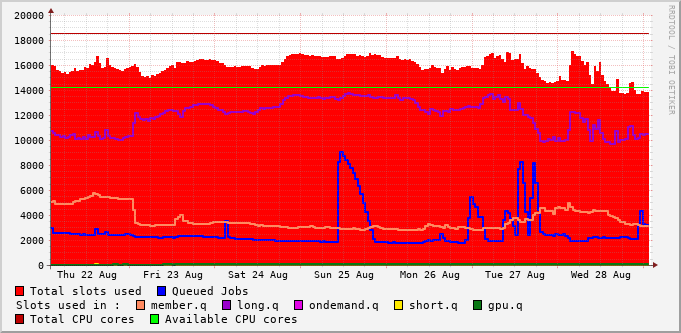 20000
18000
16000
14000
12000
10000
8000
6000
4000
2000
0
Thu 22 Aug Fri 23 Aug Sat 24 Aug Sun 25 Aug Mon 26 Aug Tue 27 Aug Wed 28 Aug
RRDTOOL / TOBI OETIKER
Total slots used Queued Jobs
Slots used in : member.q long.q ondemand.q short.q gpu.q
Total CPU cores Available CPU cores